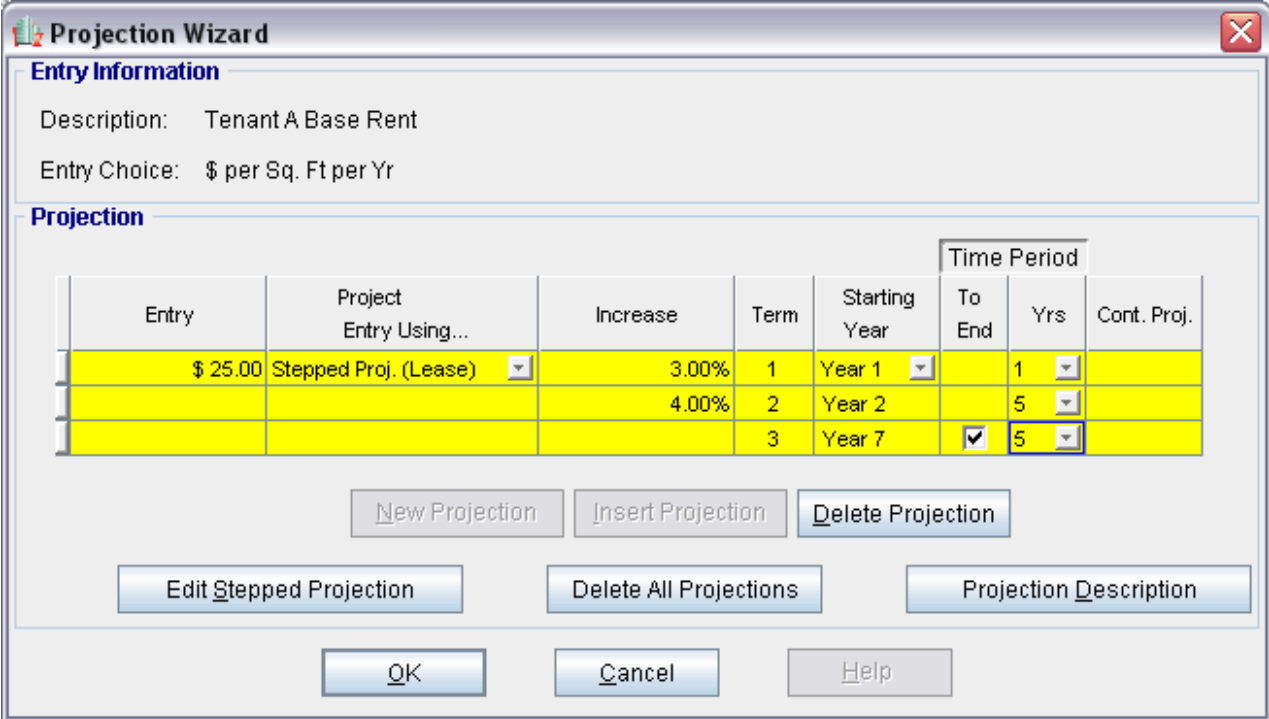 Projection Wizard
Entry Information
Description: Tenant A Base Rent
Entry Choice: $ per Sq. Ft per Yr
Projection
Time Period
Entry Project Entry Using... Increase Term Starting Year To End Yrs Cont. Proj.
$ 25.00 Stepped Proj. (Lease) 3.00% 1 Year 1 1
4.00% 2 Year 2 5
3 Year 7 5
New Projection Insert Projection Delete Projection
Edit Stepped Projection Delete All Projections Projection Description
OK Cancel Help